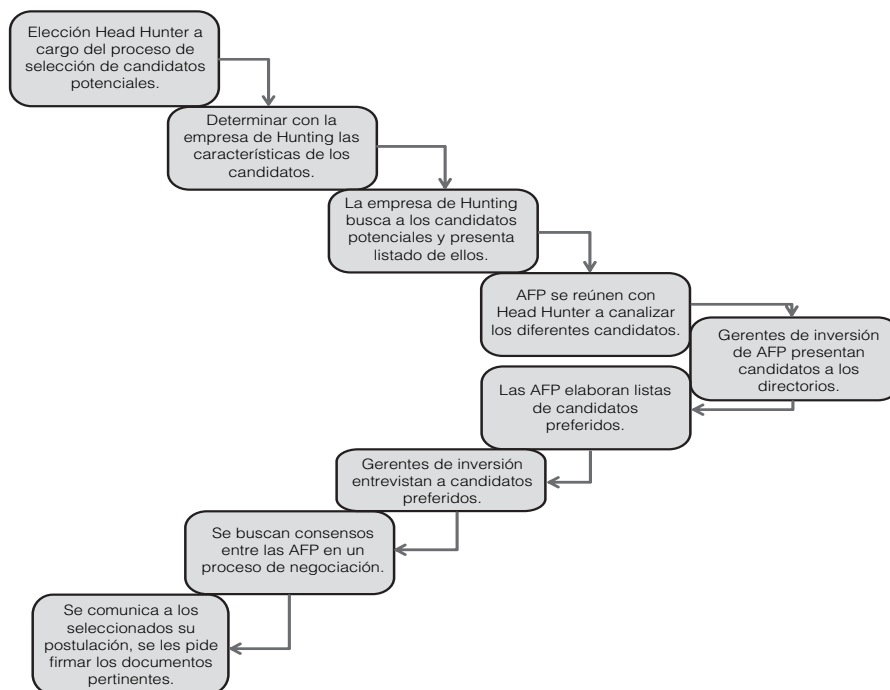 Elección Head Hunter a
cargo del proceso de
selección de candidatos
potenciales.
Determinar con la
empresa de Hunting las
características de los
candidatos.
La empresa de Hunting
busca a los candidatos
potenciales y presenta
listado de ellos.
AFP se reúnen con
Head Hunter a canalizar
los diferentes candidatos.
Gerentes de inversión
de AFP presentan
candidatos a los
directorios.
Las AFP elaboran listas
de candidatos
preferidos.
Gerentes de inversión
entrevistan a candidatos
preferidos.
Se buscan consensos
entre las AFP en un
proceso de negociación.
Se comunica a los
seleccionados su
postulación, se les pide
firmar los documentos
pertinentes.